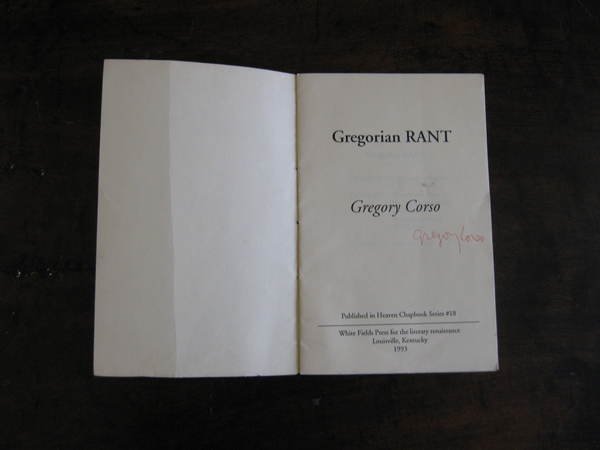 Gregorian RANT
Gregory Corso
Gregory Corso
Published in Heaven Chapbook Series #18
White Fields Press for the literary renaissance
Louisville, Kentucky
1993